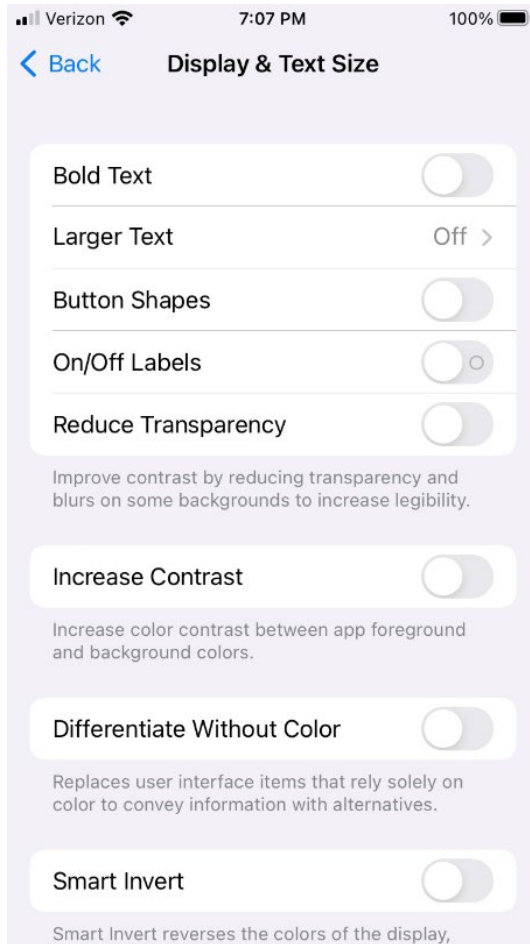 Verizon 7:07 PM 100%
Back Display & Text Size
Bold Text
Larger Text Off
Button Shapes
On/Off Labels
Reduce Transparency
Improve contrast by reducing transparency and
blurs on some backgrounds to increase legibility.
Increase Contrast
Increase color contrast between app foreground
and background colors.
Differentiate Without Color
Replaces user interface items that rely solely on
color to convey information with alternatives.
Smart Invert
Smart Invert reverses the colors of the display,